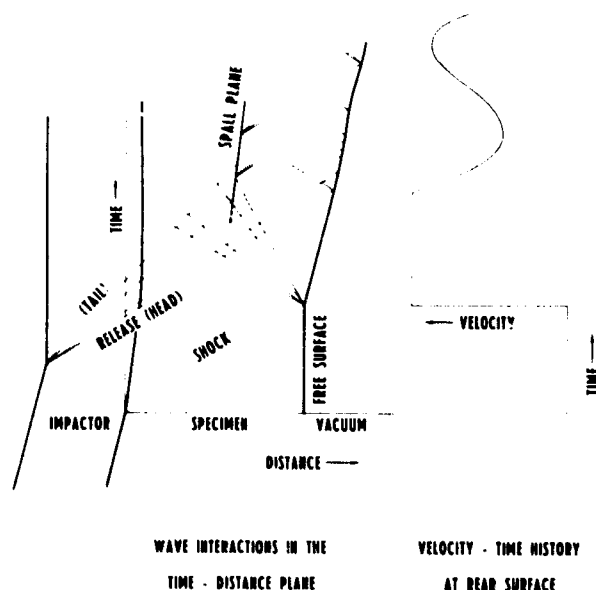 SPALL PLANE
TIME
(TAIL)
RELEASE (HEAD)
SHOCK
FREE SURFACE
VELOCITY
TIME
IMPACTOR
SPECIMEN
VACUUM
DISTANCE
WAVE INTERACTIONS IN THE
TIME - DISTANCE PLANE
VELOCITY - TIME HISTORY
AT REAR SURFACE